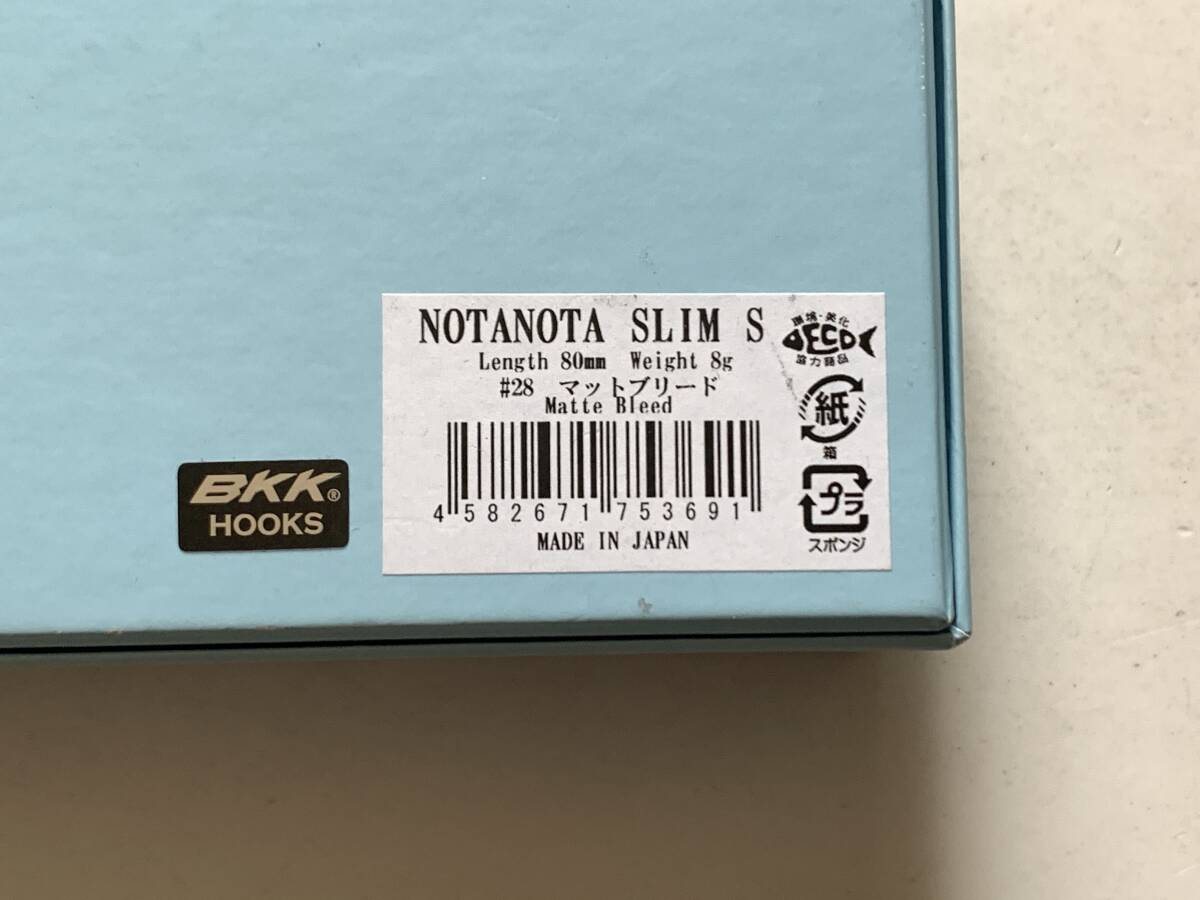 NOTANOTA SLIM S
Length 80mm Weight 8g
#28 マットブリード
Matte Bleed
4 582671 753691
MADE IN JAPAN
環境・美化
ECO
協力商品
紙
箱
プラ
スポンジ
BKK®
HOOKS